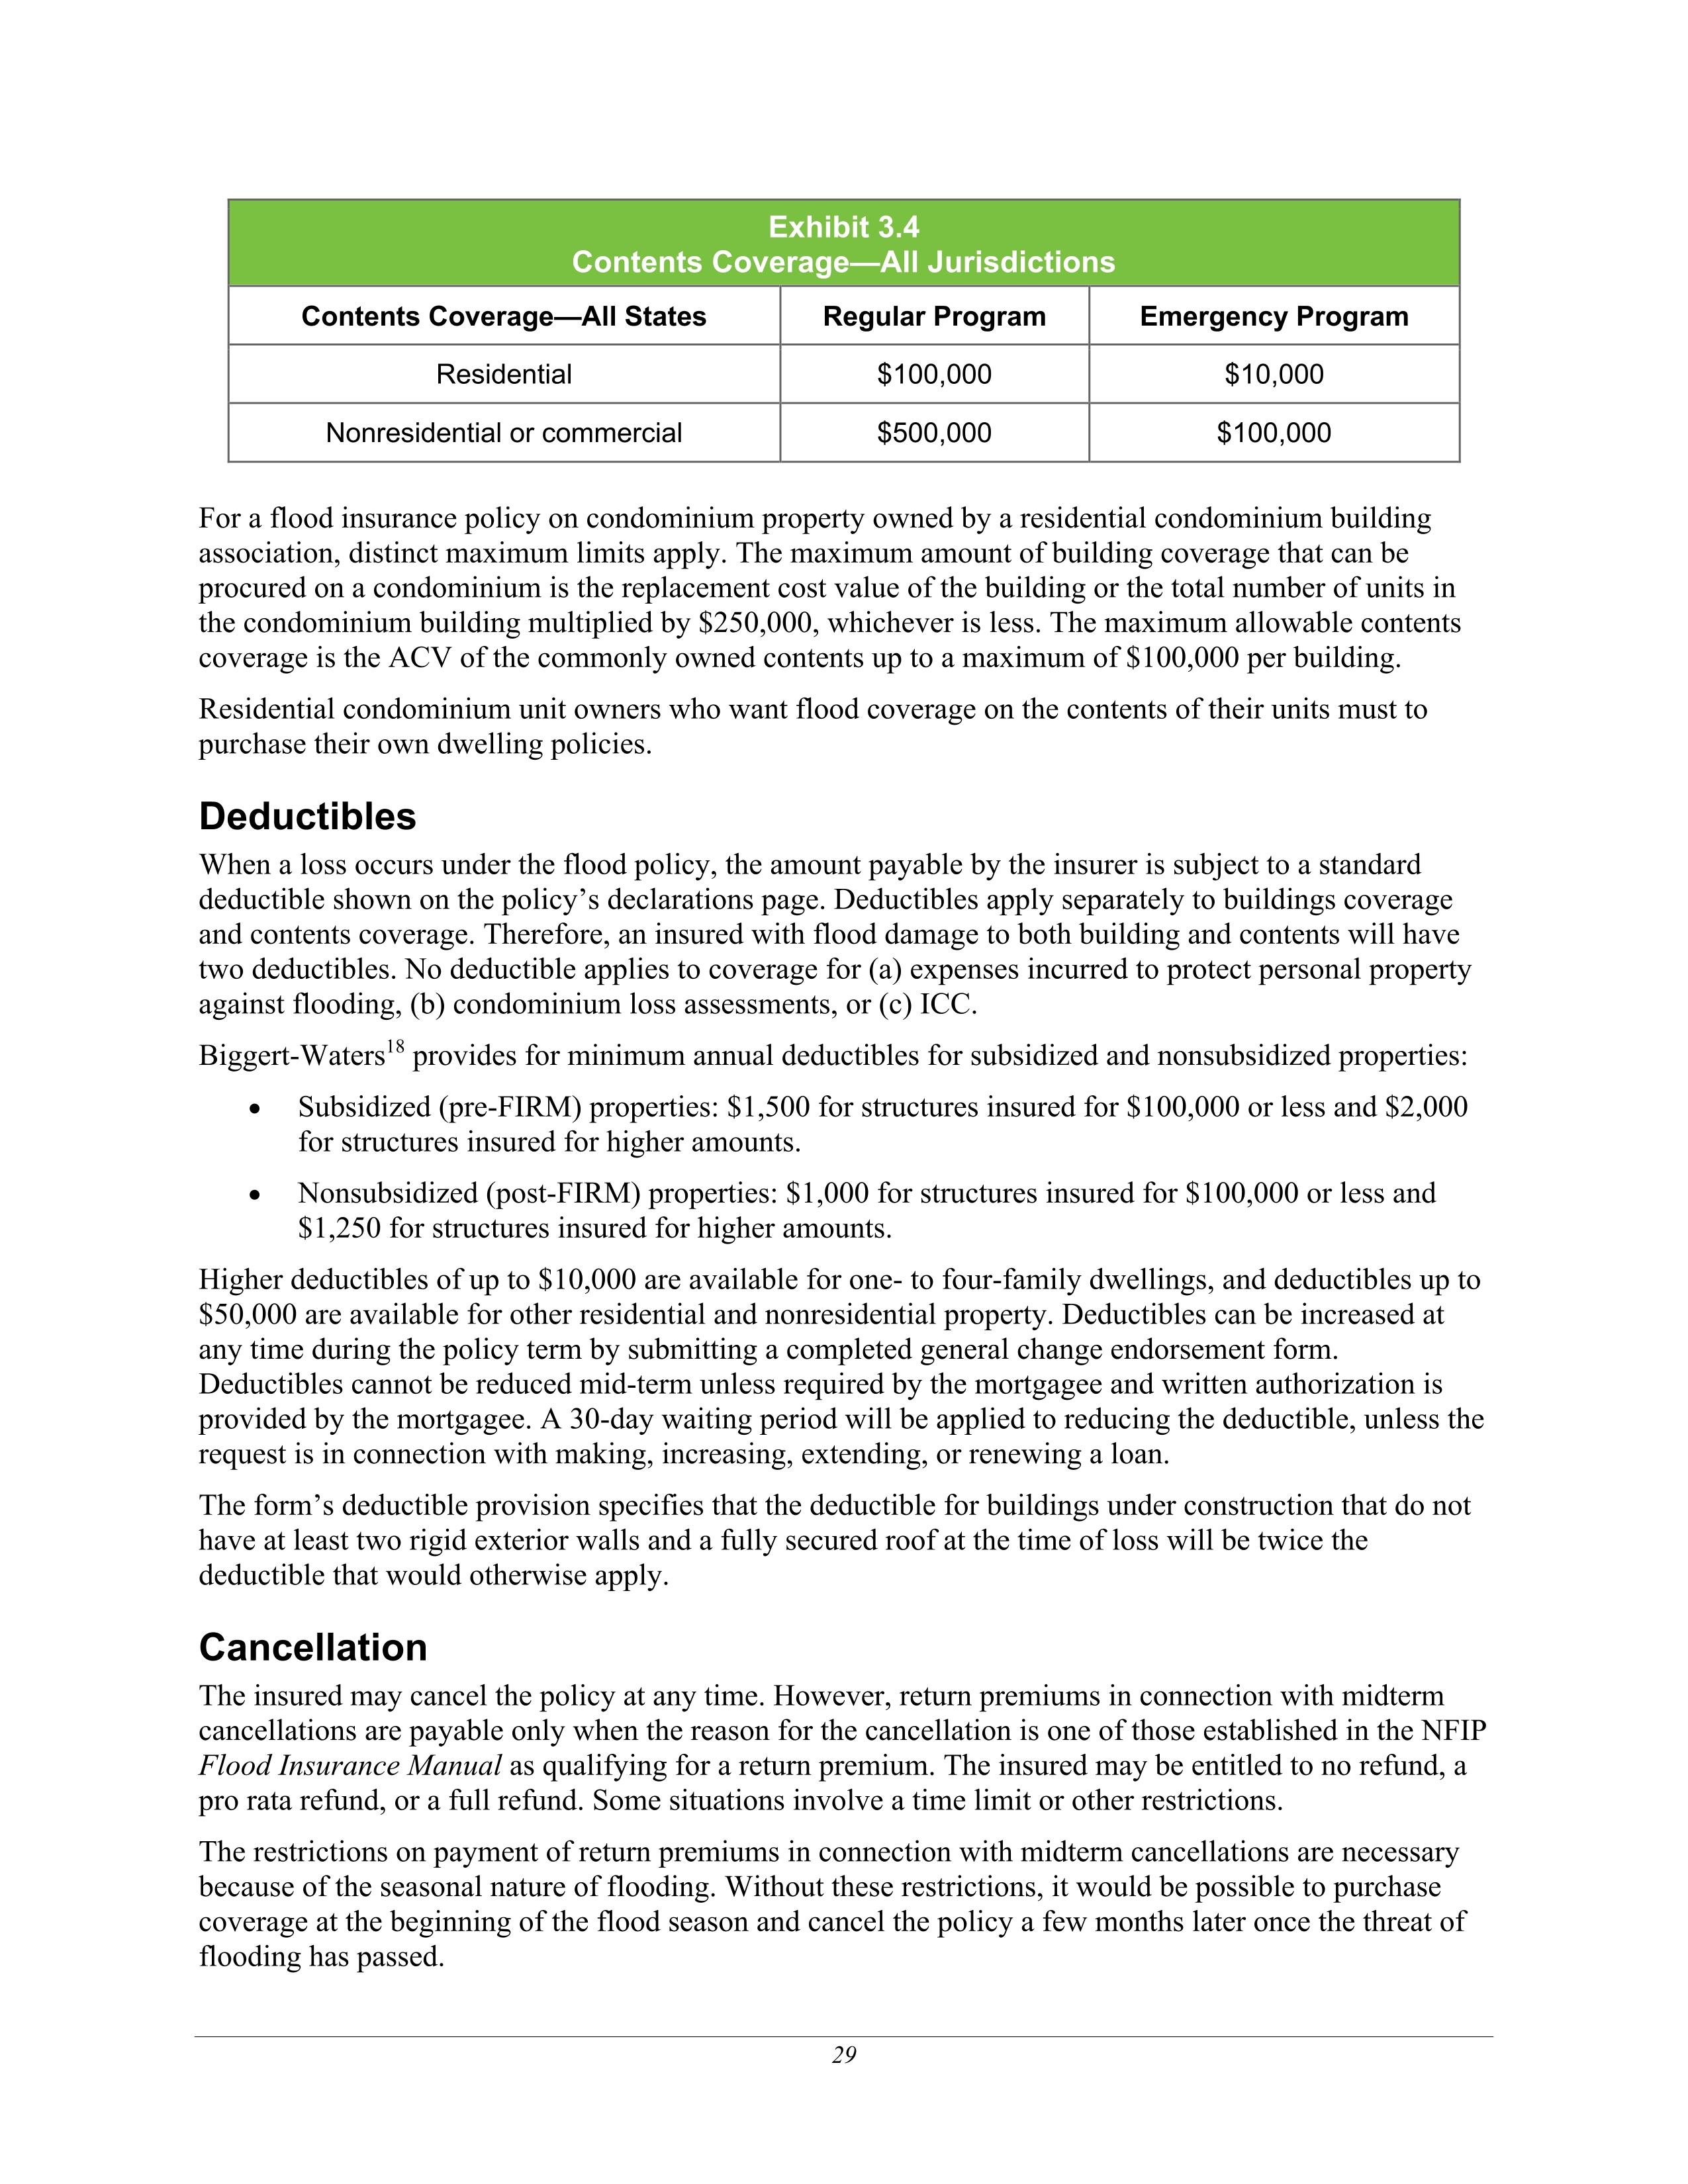 Exhibit 3.4
Contents Coverage—All Jurisdictions
Contents Coverage—All States Regular Program Emergency Program
Residential $100,000 $10,000
Nonresidential or commercial $500,000 $100,000
For a flood insurance policy on condominium property owned by a residential condominium building
association, distinct maximum limits apply. The maximum amount of building coverage that can be
procured on a condominium is the replacement cost value of the building or the total number of units in
the condominium building multiplied by $250,000, whichever is less. The maximum allowable contents
coverage is the ACV of the commonly owned contents up to a maximum of $100,000 per building.
Residential condominium unit owners who want flood coverage on the contents of their units must to
purchase their own dwelling policies.
Deductibles
When a loss occurs under the flood policy, the amount payable by the insurer is subject to a standard
deductible shown on the policy’s declarations page. Deductibles apply separately to buildings coverage
and contents coverage. Therefore, an insured with flood damage to both building and contents will have
two deductibles. No deductible applies to coverage for (a) expenses incurred to protect personal property
against flooding, (b) condominium loss assessments, or (c) ICC.
Biggert-Waters18 provides for minimum annual deductibles for subsidized and nonsubsidized properties:
• Subsidized (pre-FIRM) properties: $1,500 for structures insured for $100,000 or less and $2,000
for structures insured for higher amounts.
• Nonsubsidized (post-FIRM) properties: $1,000 for structures insured for $100,000 or less and
$1,250 for structures insured for higher amounts.
Higher deductibles of up to $10,000 are available for one- to four-family dwellings, and deductibles up to
$50,000 are available for other residential and nonresidential property. Deductibles can be increased at
any time during the policy term by submitting a completed general change endorsement form.
Deductibles cannot be reduced mid-term unless required by the mortgagee and written authorization is
provided by the mortgagee. A 30-day waiting period will be applied to reducing the deductible, unless the
request is in connection with making, increasing, extending, or renewing a loan.
The form’s deductible provision specifies that the deductible for buildings under construction that do not
have at least two rigid exterior walls and a fully secured roof at the time of loss will be twice the
deductible that would otherwise apply.
Cancellation
The insured may cancel the policy at any time. However, return premiums in connection with midterm
cancellations are payable only when the reason for the cancellation is one of those established in the NFIP
Flood Insurance Manual as qualifying for a return premium. The insured may be entitled to no refund, a
pro rata refund, or a full refund. Some situations involve a time limit or other restrictions.
The restrictions on payment of return premiums in connection with midterm cancellations are necessary
because of the seasonal nature of flooding. Without these restrictions, it would be possible to purchase
coverage at the beginning of the flood season and cancel the policy a few months later once the threat of
flooding has passed.
29